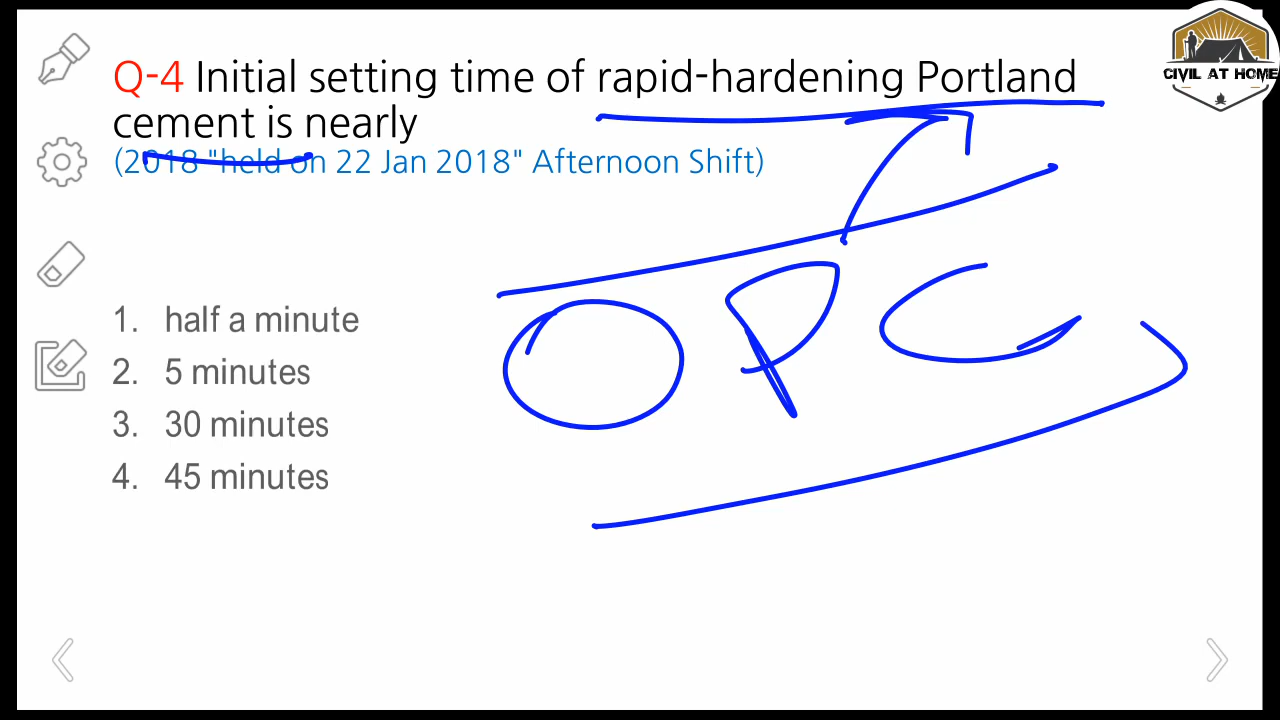 Q-4 Initial setting time of rapid-hardening Portland
cement is nearly
(2018 "held on 22 Jan 2018" Afternoon Shift)
OPC
1. half a minute
2. 5 minutes
3. 30 minutes
4. 45 minutes
CIVIL AT HOME